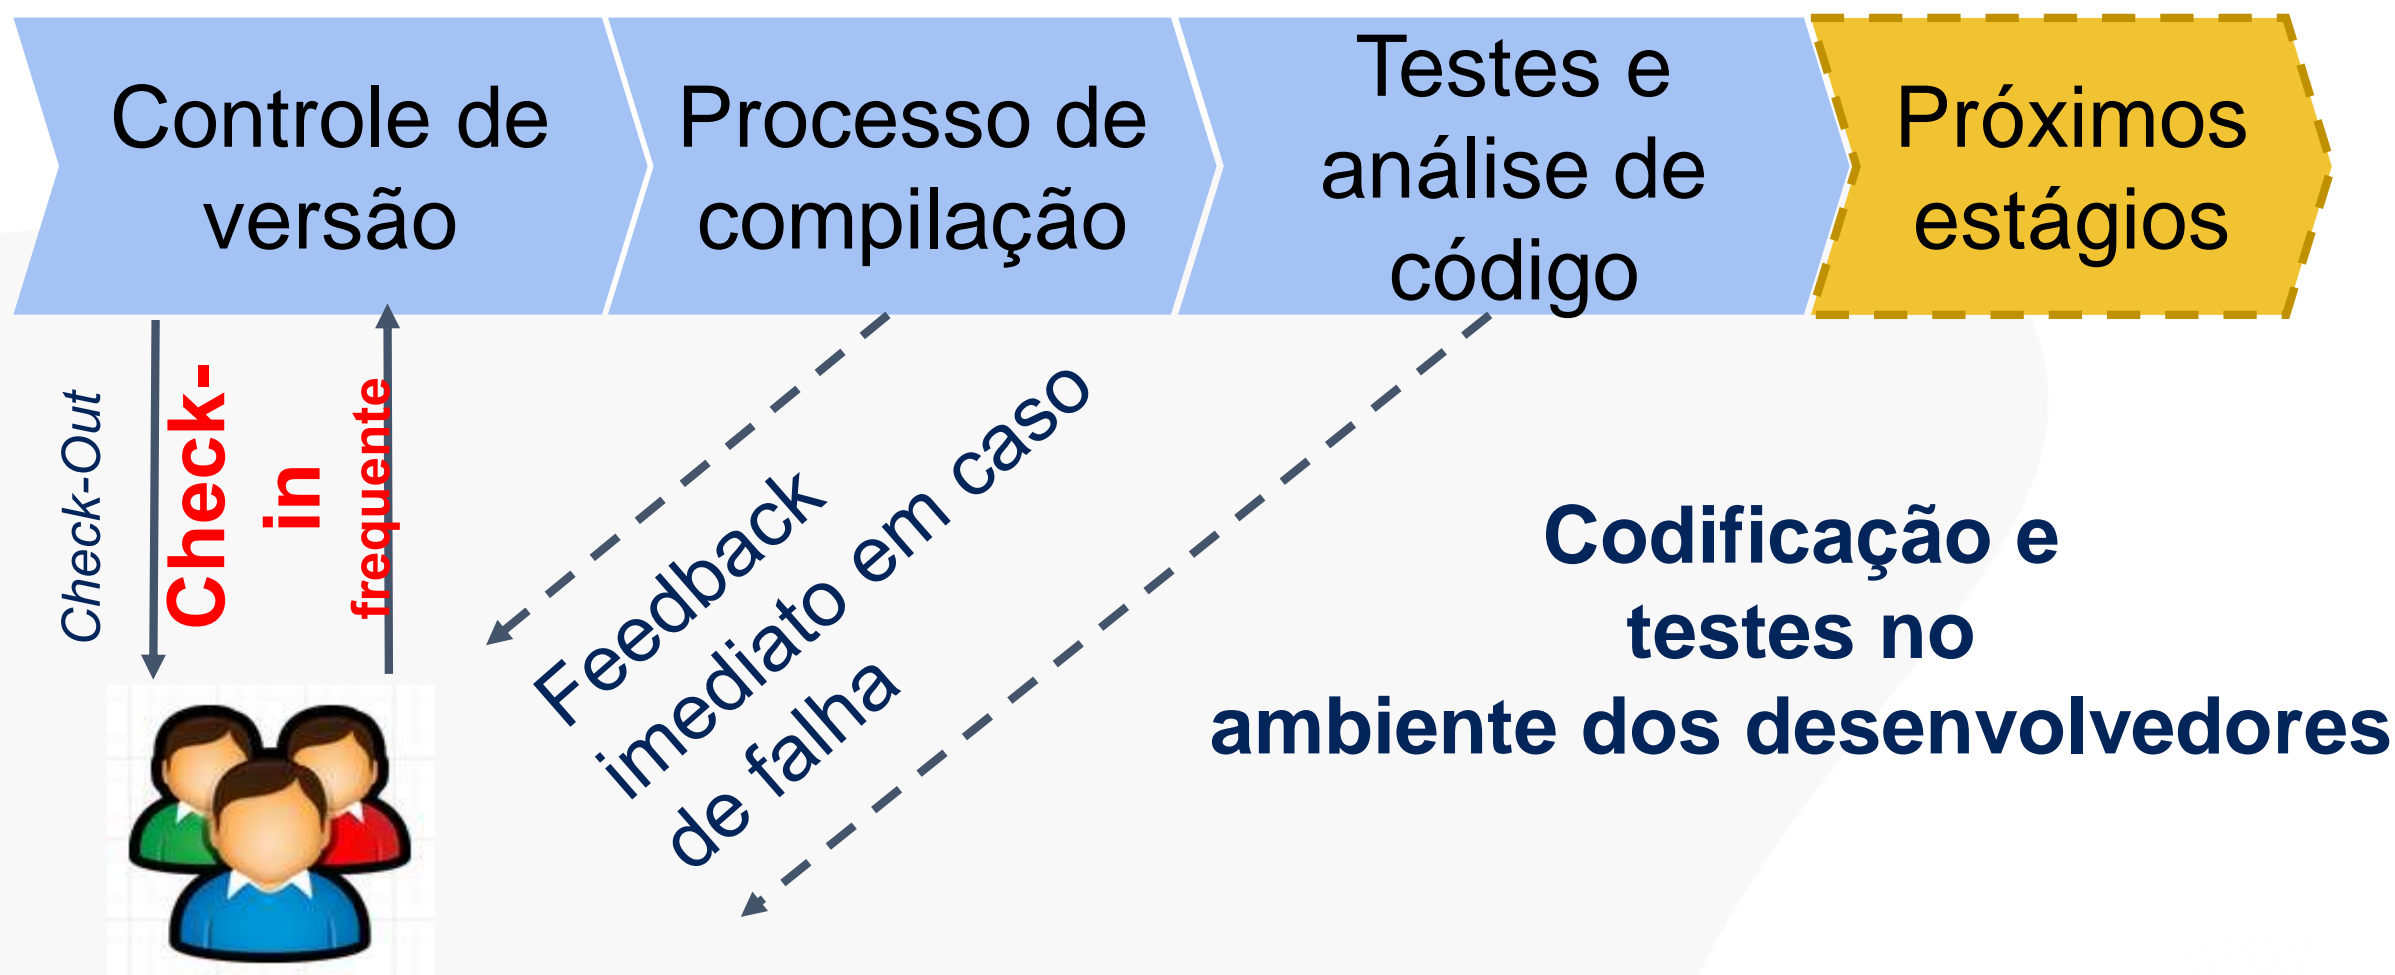 Controle de
versão
Processo de
compilação
Testes e
análise de
código
Próximos
estágios
Check-Out
Check-
in
frequente
Feedback
imediato em caso
de falha
Codificação e
testes no
ambiente dos desenvolvedores